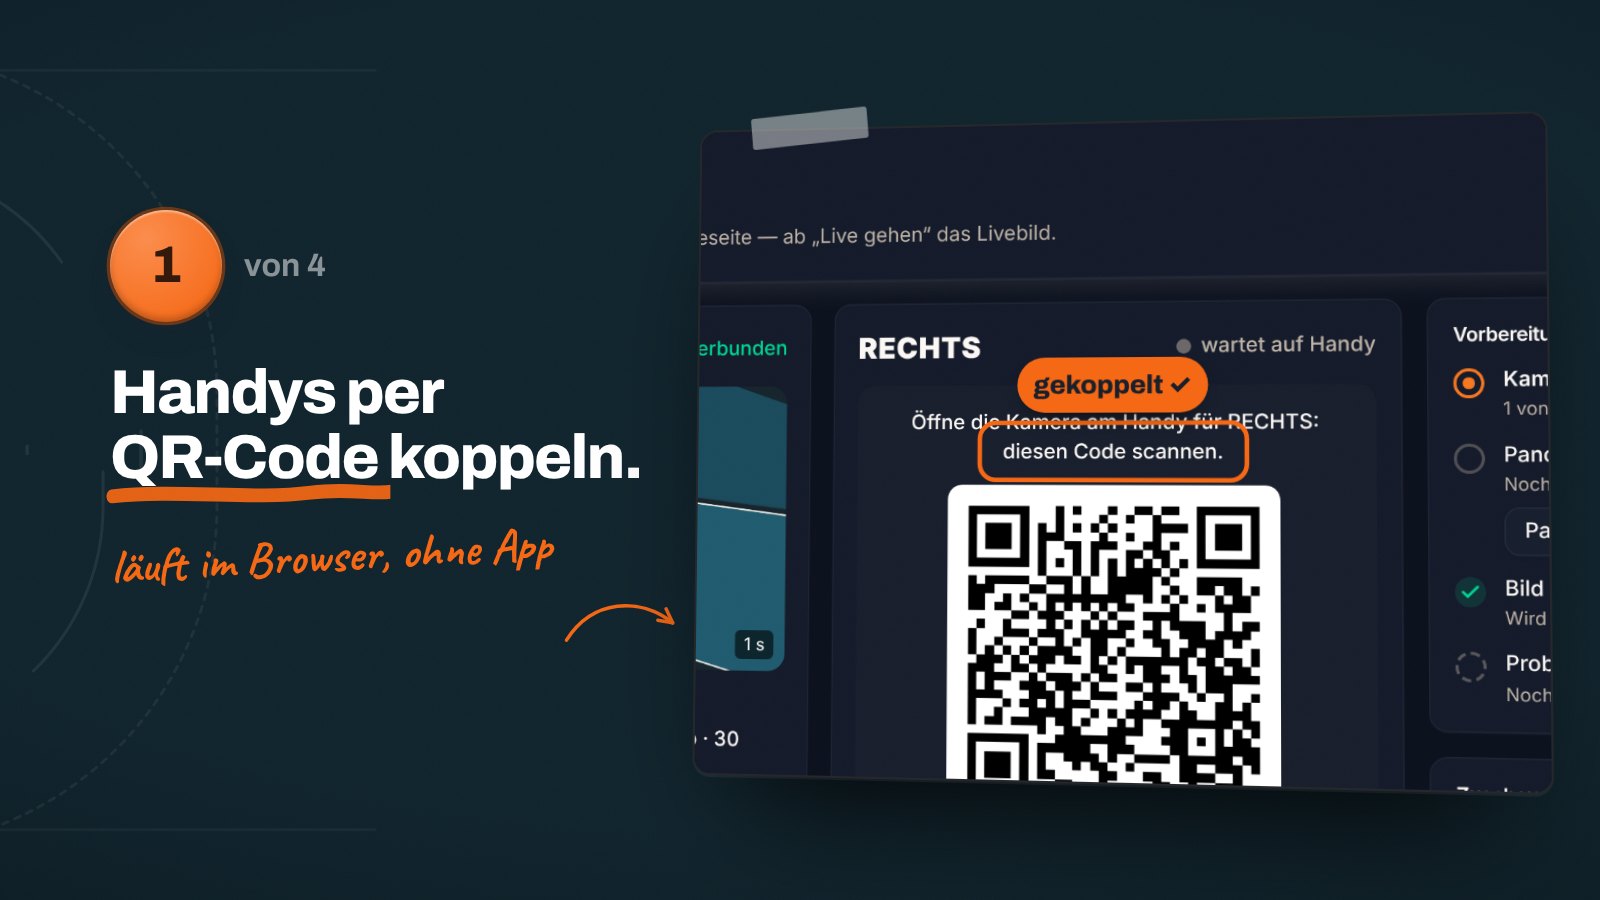 1
von 4
Handys per
QR-Code koppeln.
läuft im Browser, ohne App
eseite — ab „Live gehen“ das Livebild.
erbunden
1 s
· 30
RECHTS
wartet auf Handy
gekoppelt ✓
Öffne die Kamera am Handy für RECHTS:
diesen Code scannen.
Vorbereitu
Kam
1 von
Pano
Noch
Pa
Bild
Wird
Prob
Noch